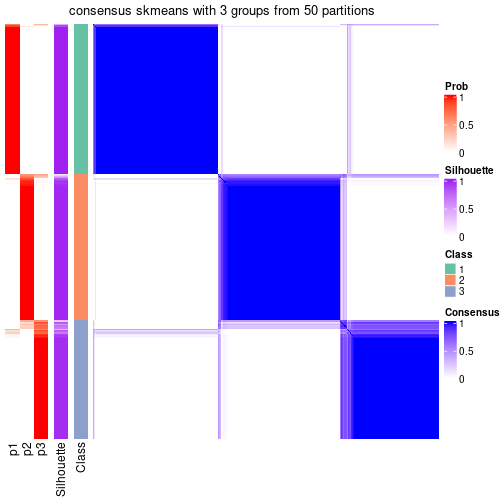 consensus skmeans with 3 groups from 50 partitions
Prob
1
0.5
0
Silhouette
1
0.5
0
Class
1
2
3
Consensus
1
0.5
0
p1
p2
p3
Silhouette
Class